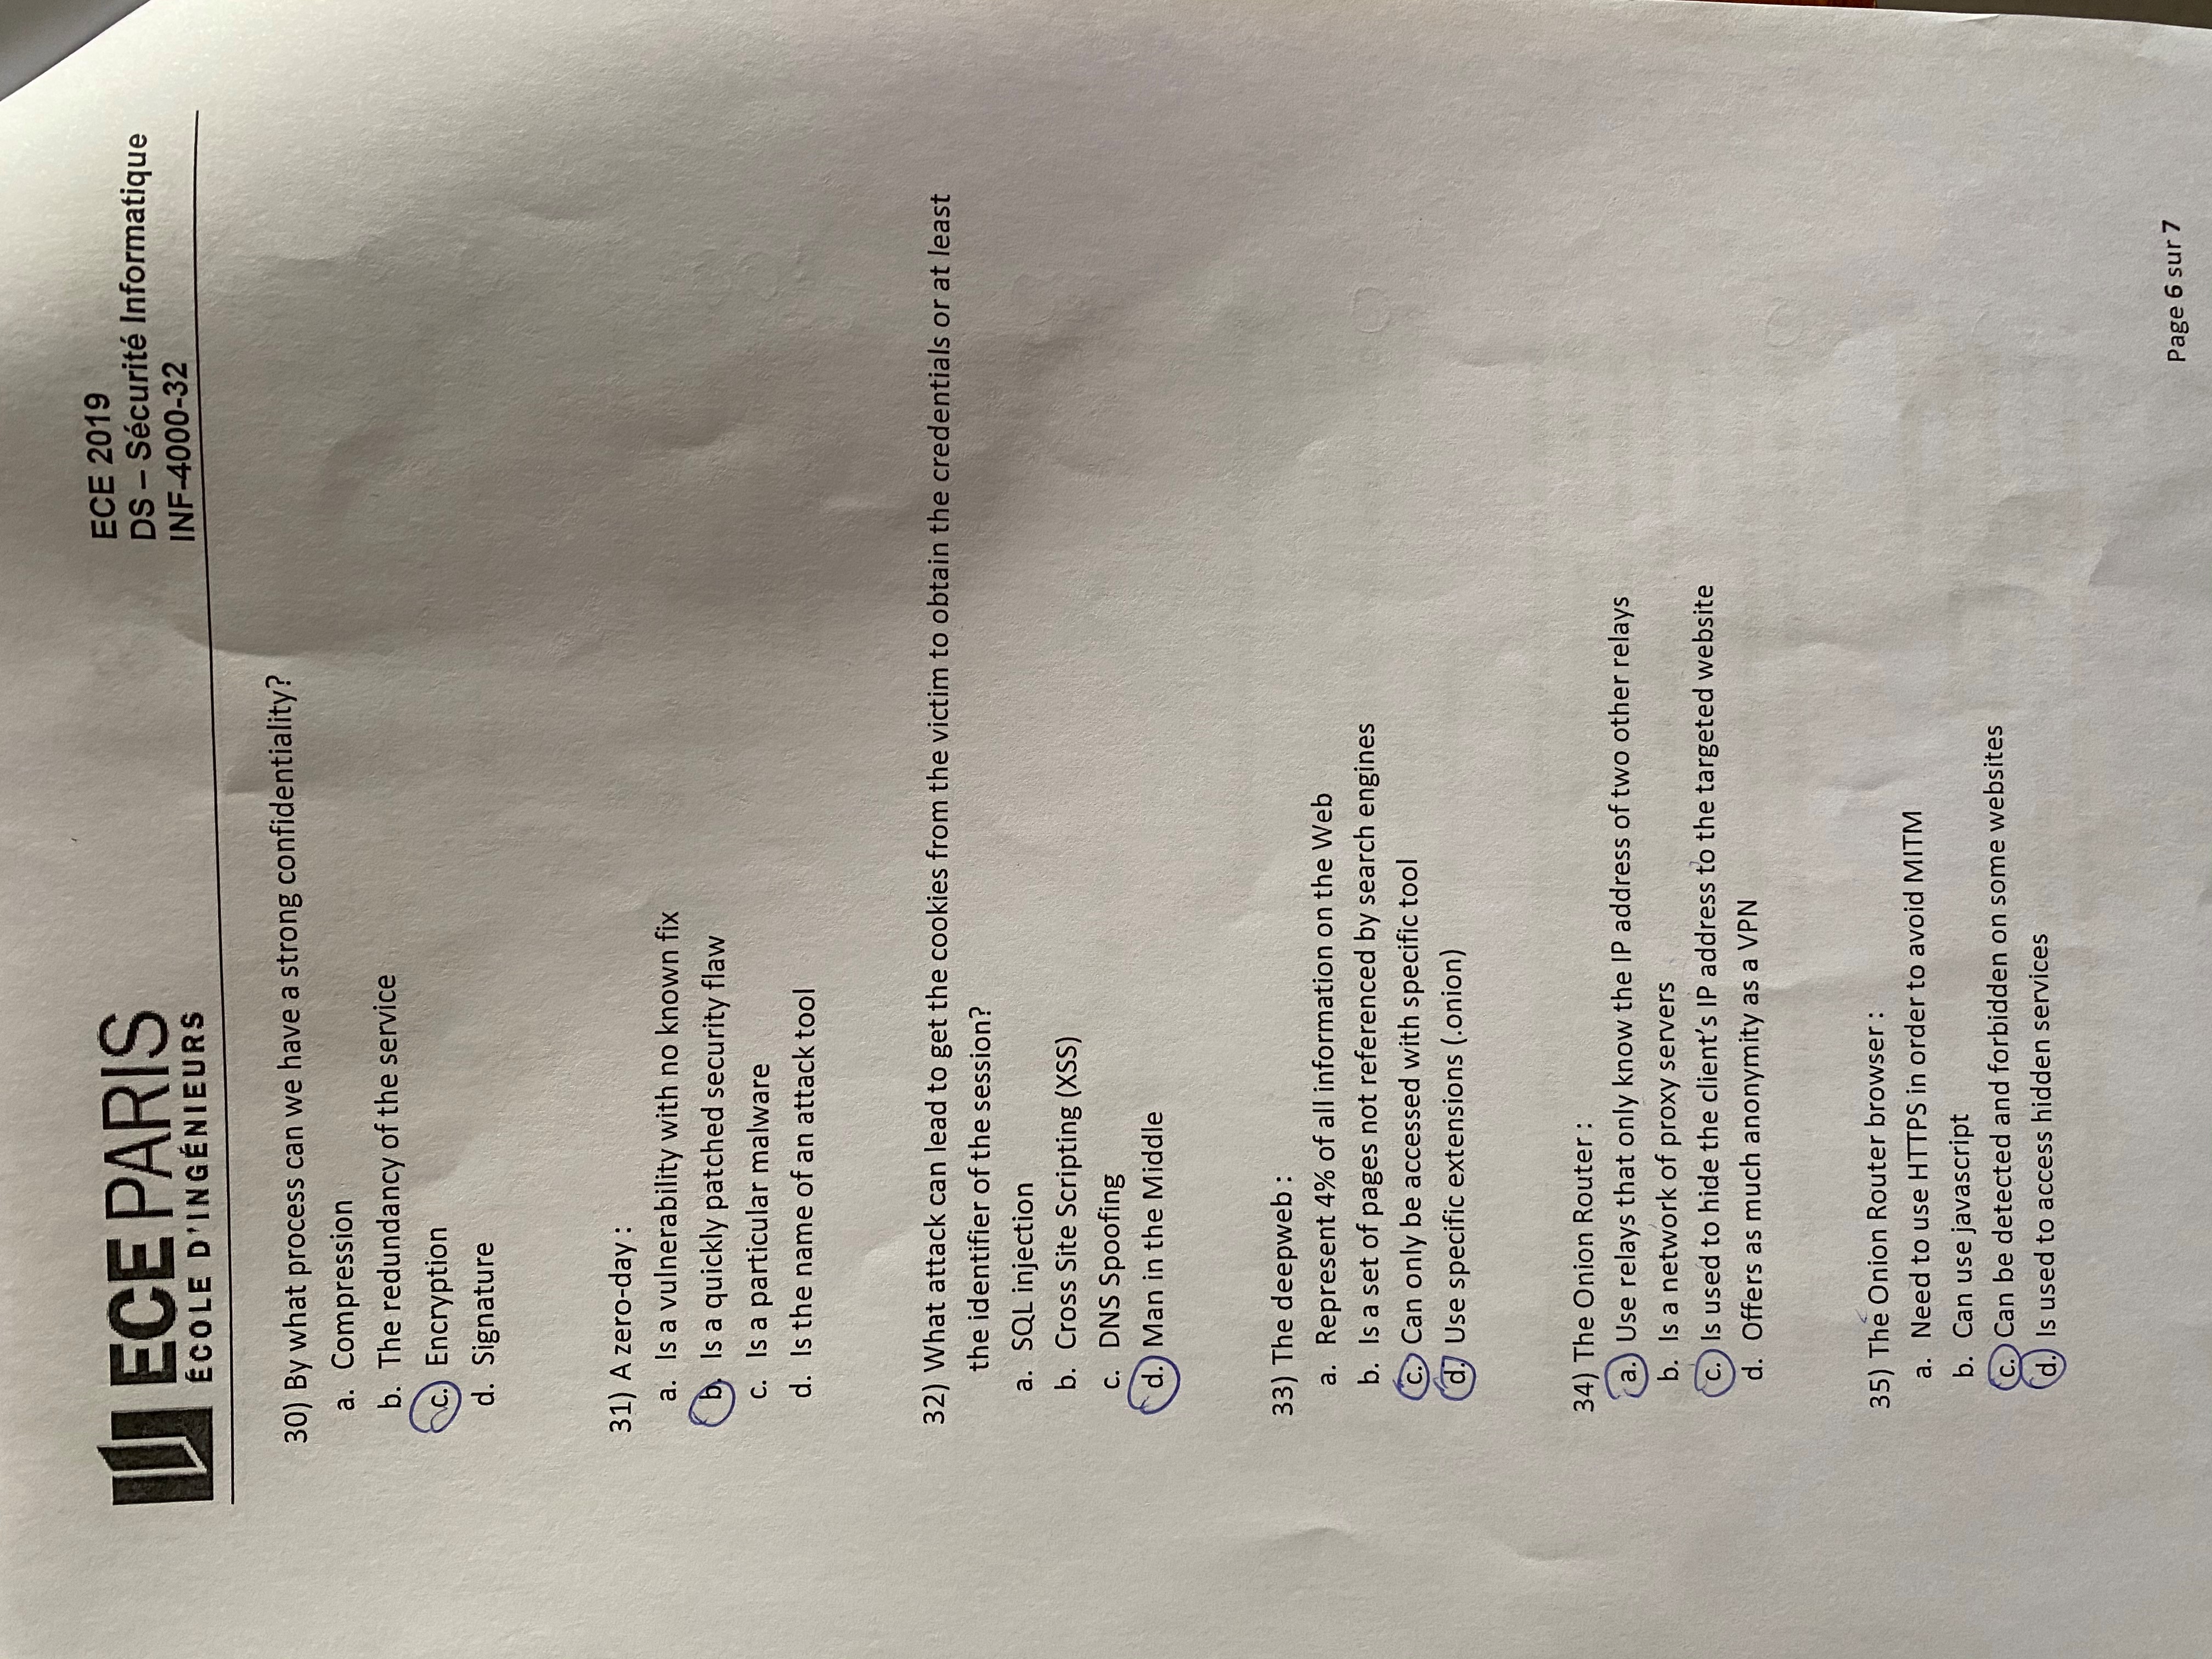 ECE PARIS
ÉCOLE D'INGÉNIEURS
ECE 2019
DS – Sécurité Informatique
INF-4000-32
30) By what process can we have a strong confidentiality?
a. Compression
b. The redundancy of the service
c. Encryption
d. Signature
31) A zero-day :
a. Is a vulnerability with no known fix
b. Is a quickly patched security flaw
c. Is a particular malware
d. Is the name of an attack tool
32) What attack can lead to get the cookies from the victim to obtain the credentials or at least
the identifier of the session?
a. SQL injection
b. Cross Site Scripting (XSS)
c. DNS Spoofing
d. Man in the Middle
33) The deepweb :
a. Represent 4% of all information on the Web
b. Is a set of pages not referenced by search engines
c. Can only be accessed with specific tool
d. Use specific extensions (.onion)
34) The Onion Router :
a. Use relays that only know the IP address of two other relays
b. Is a network of proxy servers
c. Is used to hide the client's IP address to the targeted website
d. Offers as much anonymity as a VPN
35) The Onion Router browser :
a. Need to use HTTPS in order to avoid MITM
b. Can use javascript
c. Can be detected and forbidden on some websites
d. Is used to access hidden services
Page 6 sur 7